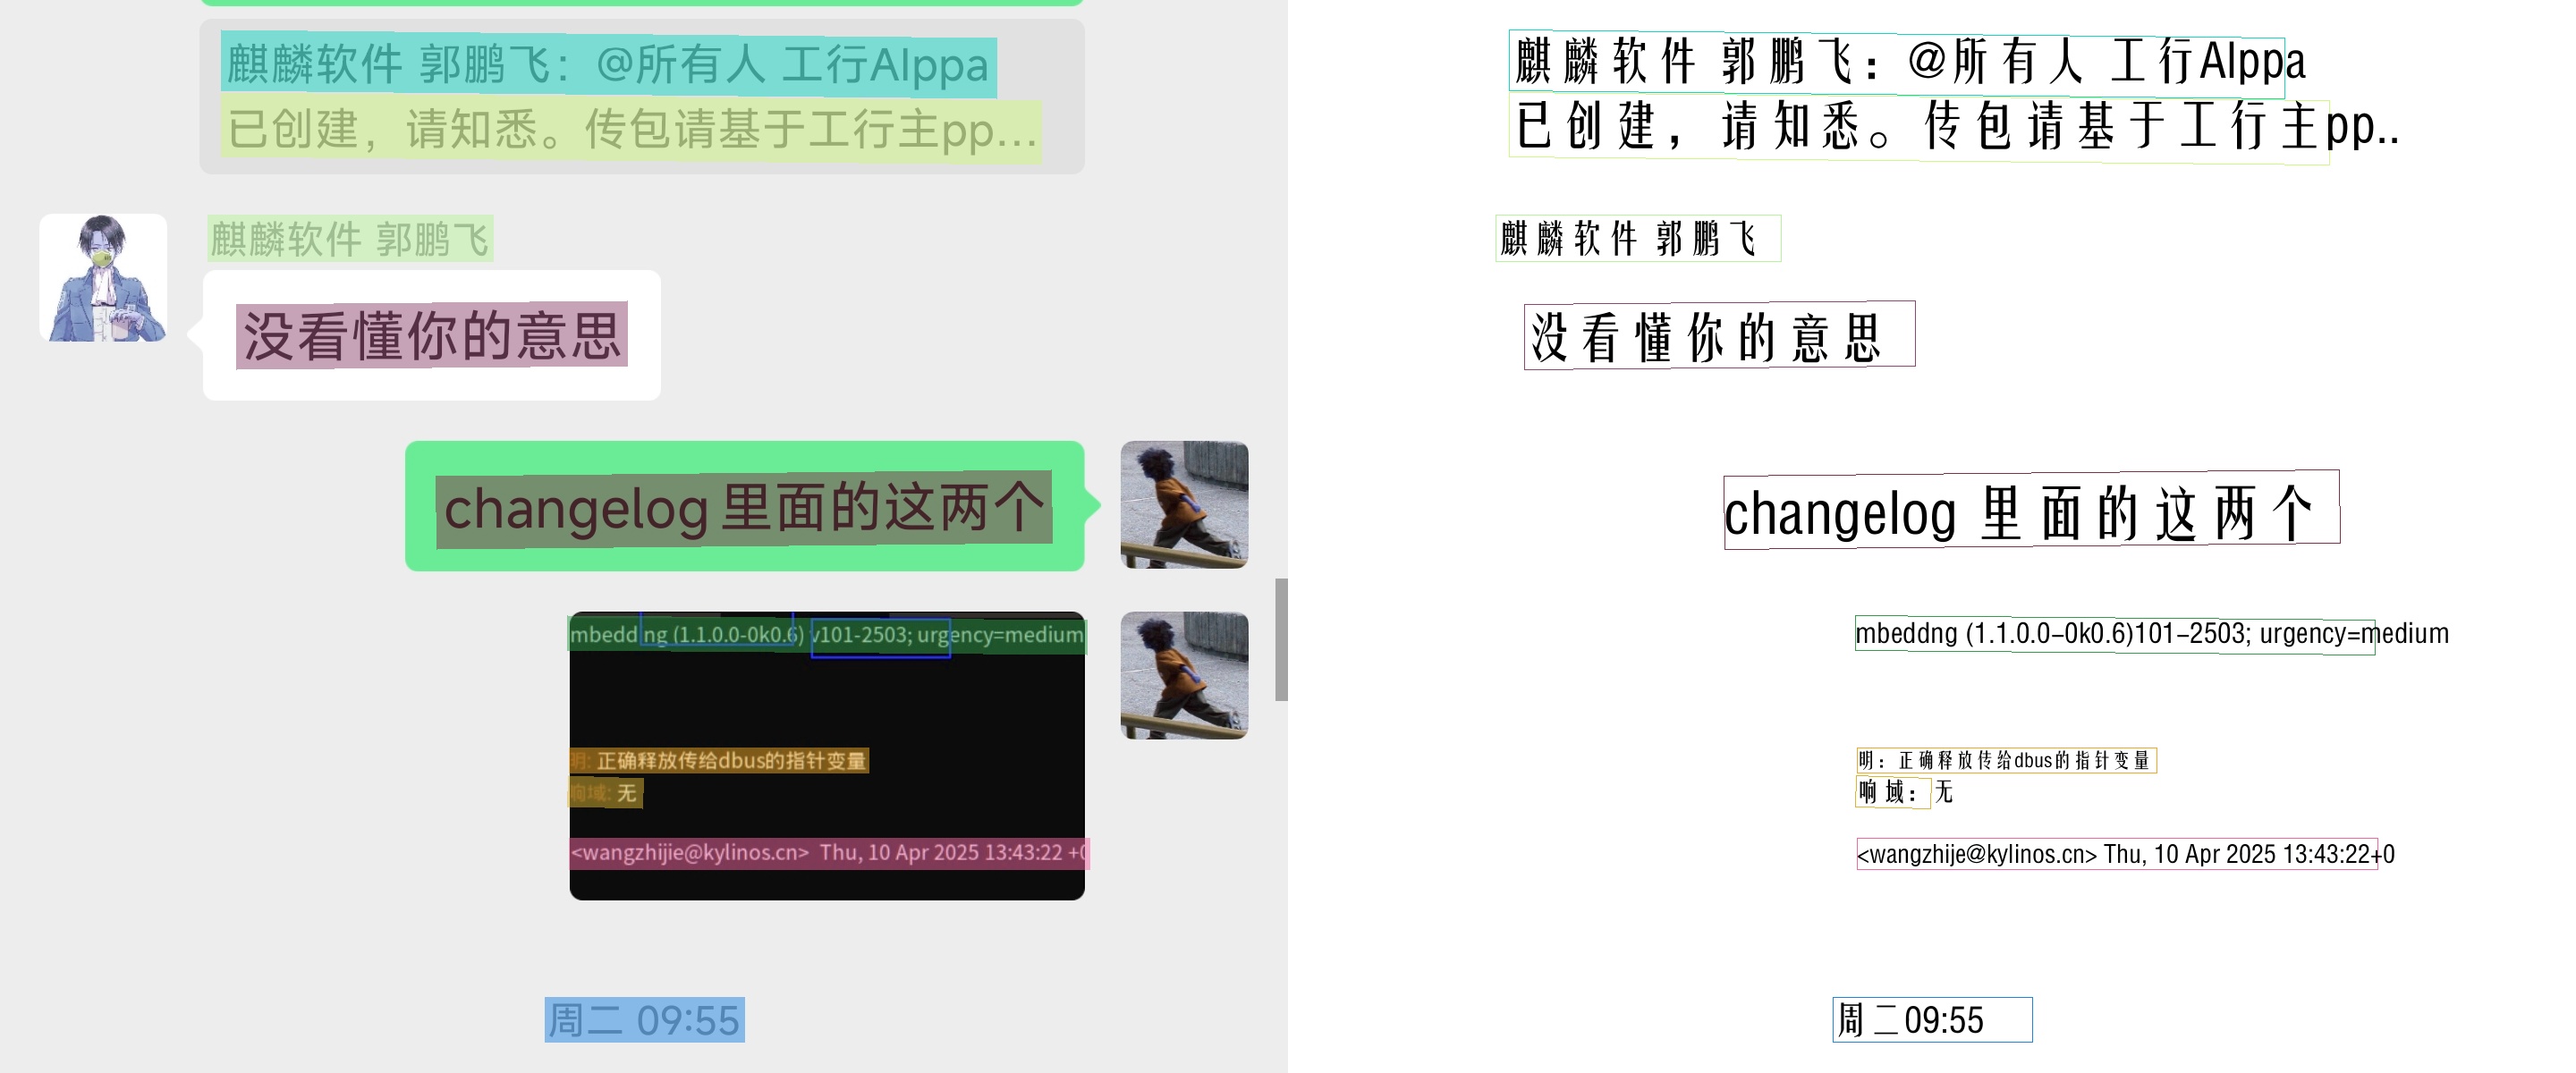 麒麟软件 郭鹏飞：@所有人 工行AIppa
已创建，请知悉。传包请基于工行主pp...
麒麟软件 郭鹏飞
没看懂你的意思
changelog 里面的这两个
mbedd ng (1.1.0.0-0k0.6) v101-2503; urgency=medium
明: 正确释放传给dbus的指针变量
响域: 无
<wangzhijie@kylinos.cn> Thu, 10 Apr 2025 13:43:22 +0
周二 09:55
麒麟软件 郭鹏飞：@所有人 工行AIppa
已创建，请知悉。传包请基于工行主pp..
麒麟软件 郭鹏飞
没看懂你的意思
changelog 里面的这两个
mbeddng (1.1.0.0–0k0.6)101–2503; urgency=medium
明：正确释放传给dbus的指针变量
响域：无
<wangzhije@kylinos.cn> Thu, 10 Apr 2025 13:43:22+0
周二09:55